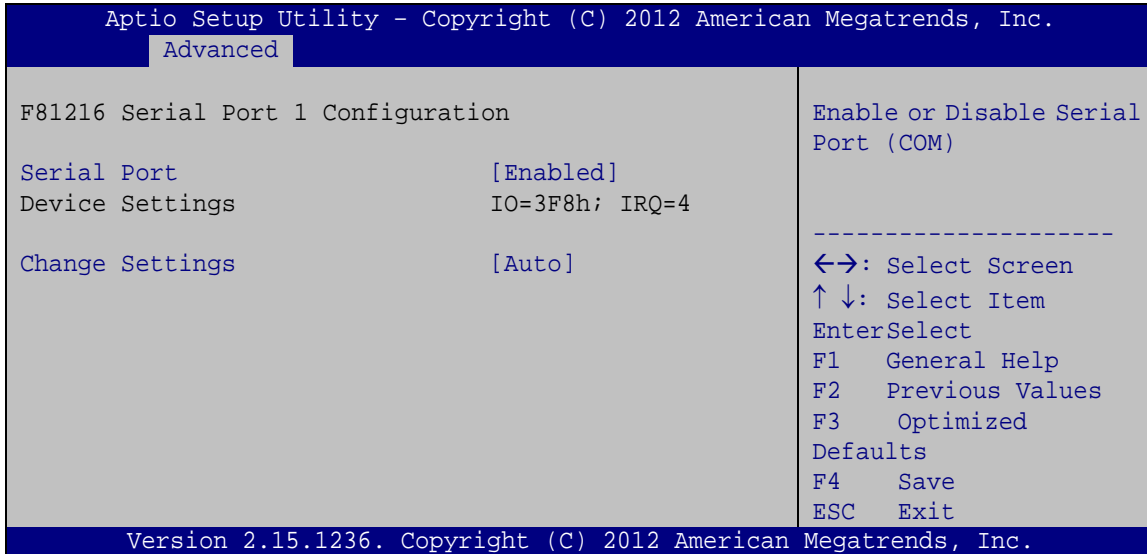 Aptio Setup Utility – Copyright (C) 2012 American Megatrends, Inc.
Advanced
F81216 Serial Port 1 Configuration
Serial Port [Enabled]
Device Settings IO=3F8h; IRQ=4
Change Settings [Auto]
Enable or Disable Serial
Port (COM)
---------------------
←→: Select Screen
↑ ↓: Select Item
EnterSelect
F1 General Help
F2 Previous Values
F3 Optimized
Defaults
F4 Save
ESC Exit
Version 2.15.1236. Copyright (C) 2012 American Megatrends, Inc.